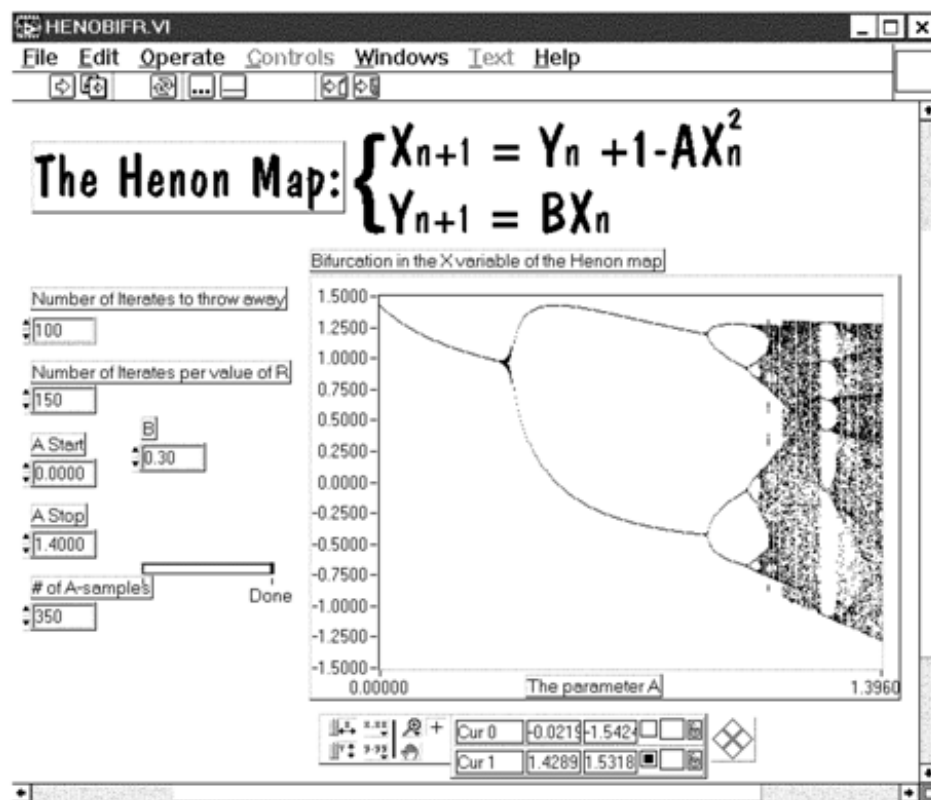 HENOBIFR.VI
File Edit Operate Controls Windows Text Help
The Henon Map:
Xn+1 = Yn +1-AXn²
Yn+1 = BXn
Bifurcation in the X variable of the Henon map
Number of Iterates to throw away
100
Number of Iterates per value of R
150
A Start
0.0000
B
0.30
A Stop
1.4000
# of A-samples
350
Done
1.5000
1.2500
1.0000
0.7500
0.5000
0.2500
0.0000
-0.2500
-0.5000
-0.7500
-1.0000
-1.2500
-1.5000
0.00000 The parameter A 1.3960
Cur 0 -0.0219 -1.5424
Cur 1 1.4289 1.5318